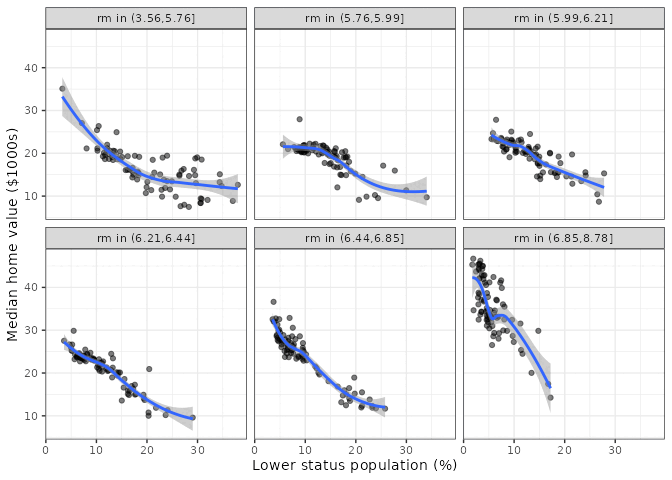 rm in (3.56,5.76] rm in (5.76,5.99] rm in (5.99,6.21]
40
30
20
10
rm in (6.21,6.44] rm in (6.44,6.85] rm in (6.85,8.78]
40
30
20
10
0 10 20 30 0 10 20 30 0 10 20 30
Lower status population (%)
Median home value ($1000s)